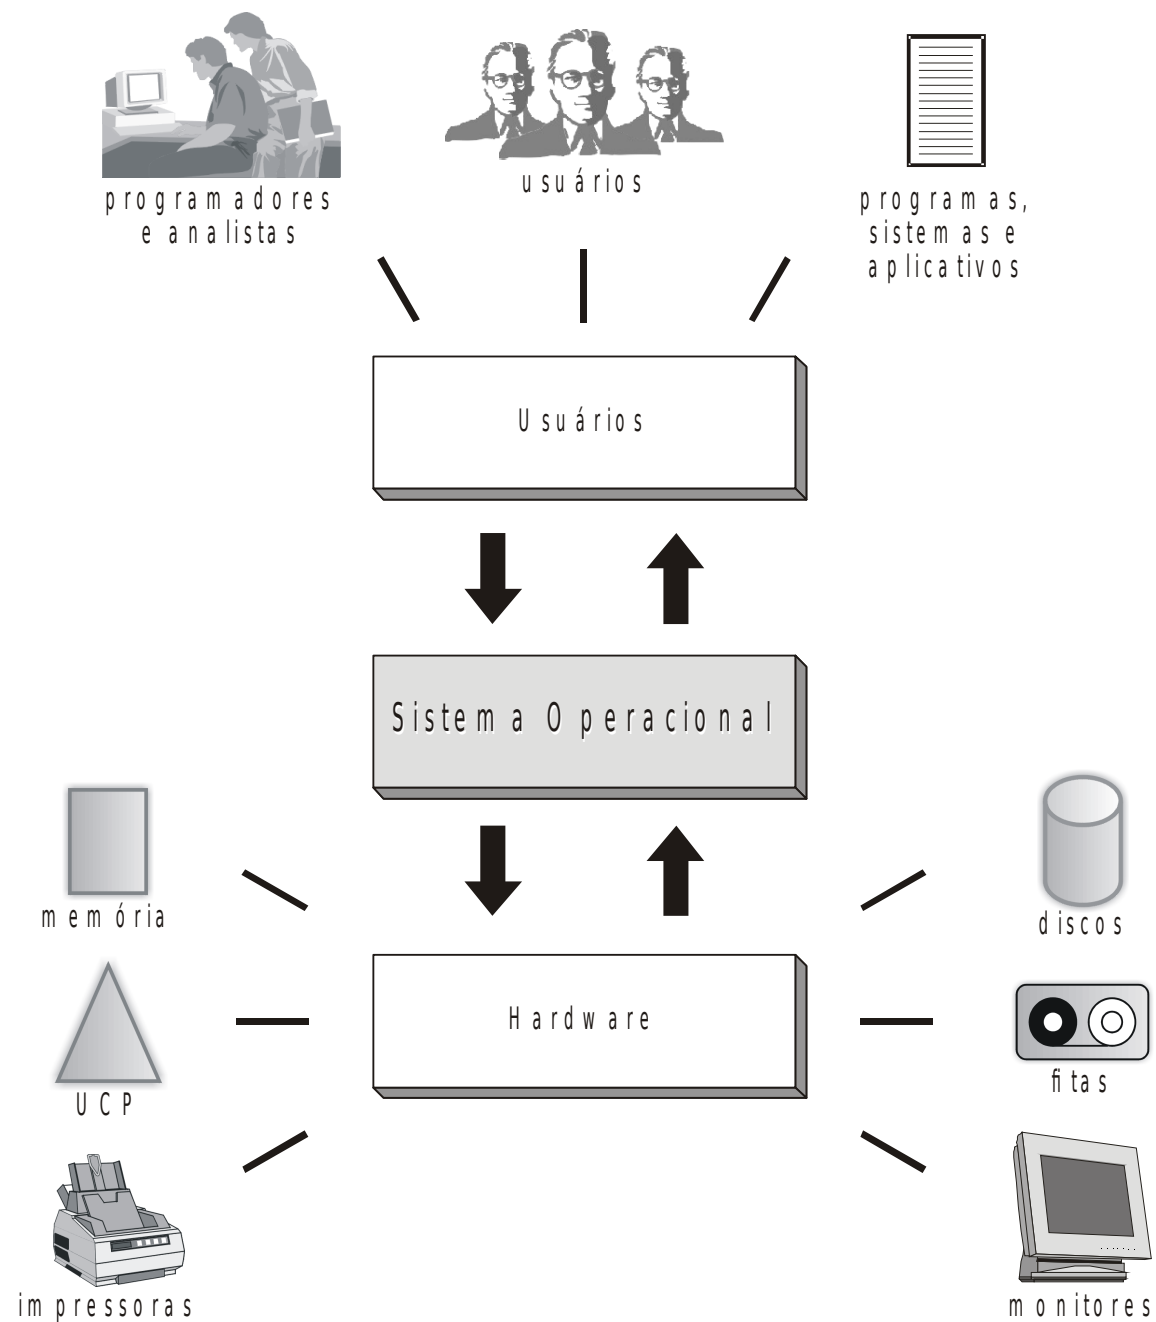 programadores
e analistas
usuários
programas,
sistemas e
aplicativos
Usuários
Sistema Operacional
memória
discos
Hardware
UCP
fitas
impressoras
monitores